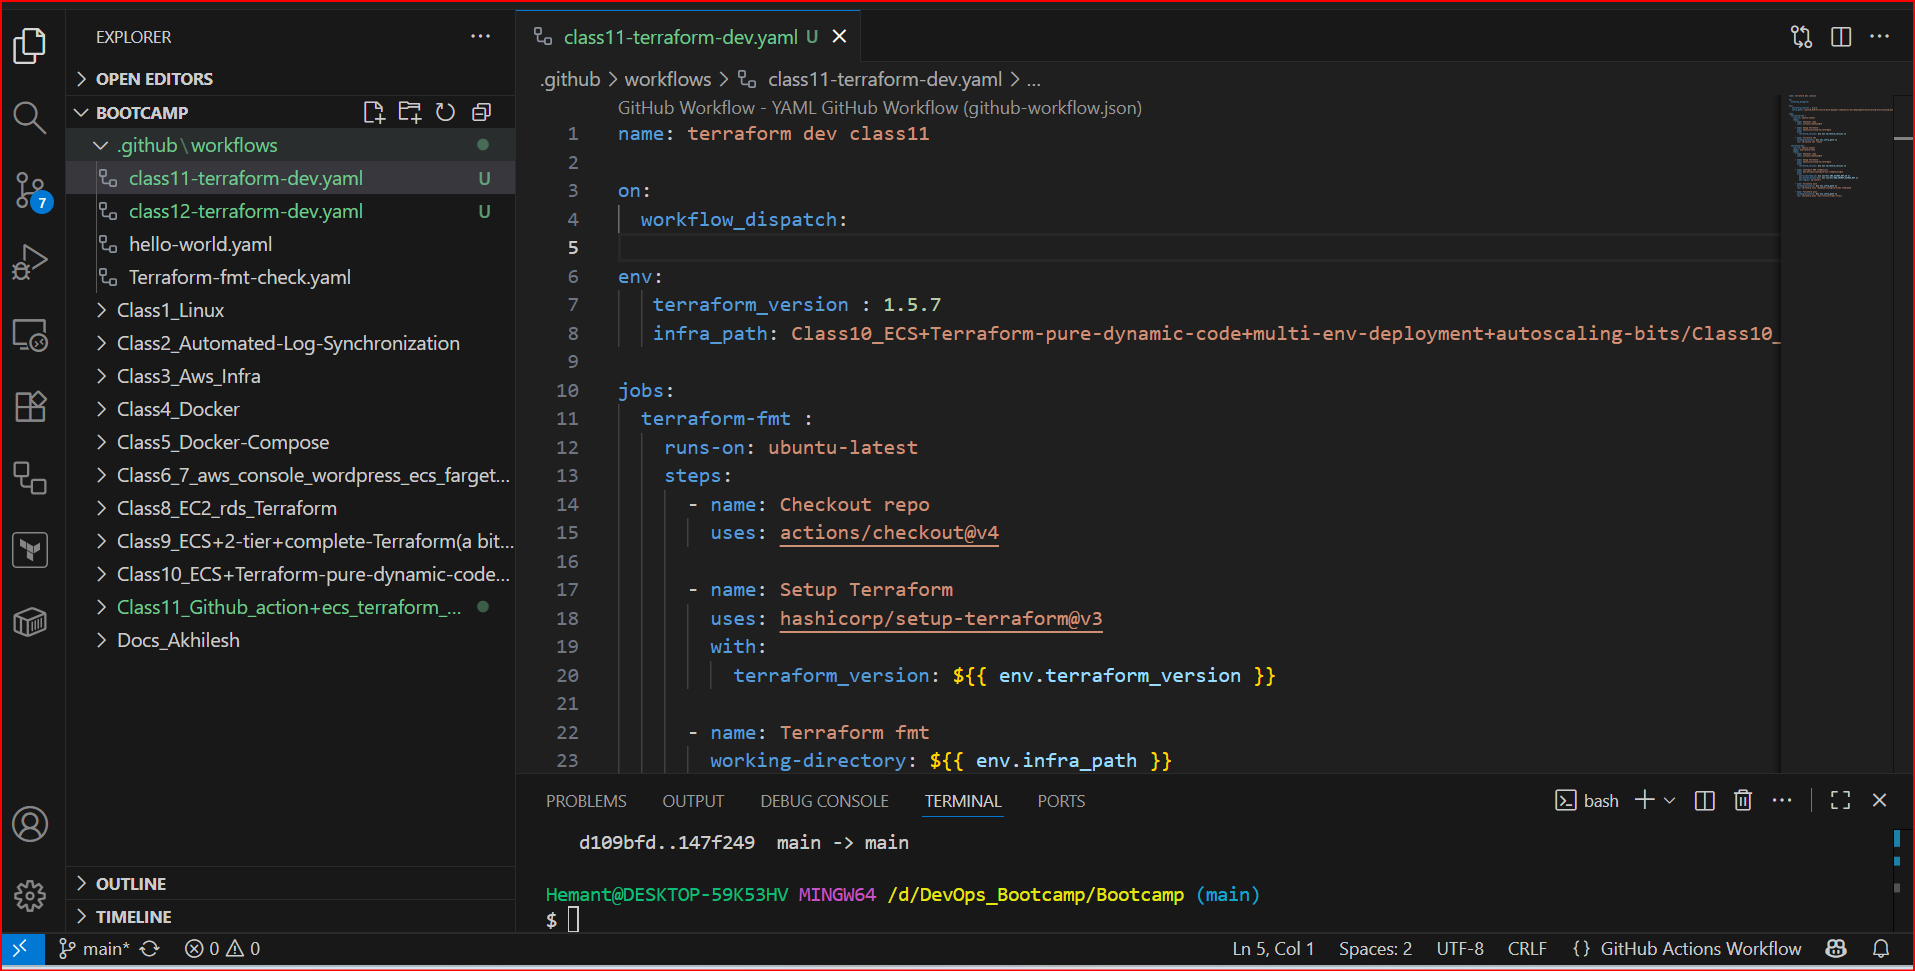 EXPLORER
OPEN EDITORS
BOOTCAMP
.github\workflows
class11-terraform-dev.yaml U
class12-terraform-dev.yaml U
hello-world.yaml
Terraform-fmt-check.yaml
Class1_Linux
Class2_Automated-Log-Synchronization
Class3_Aws_Infra
Class4_Docker
Class5_Docker-Compose
Class6_7_aws_console_wordpress_ecs_farget...
Class8_EC2_rds_Terraform
Class9_ECS+2-tier+complete-Terraform(a bit...
Class10_ECS+Terraform-pure-dynamic-code...
Class11_Github_action+ecs_terraform_...
Docs_Akhilesh
OUTLINE
TIMELINE
7
class11-terraform-dev.yaml U
.github > workflows > class11-terraform-dev.yaml > ...
GitHub Workflow - YAML GitHub Workflow (github-workflow.json)
1 name: terraform dev class11
2
3 on:
4 workflow_dispatch:
5
6 env:
7 terraform_version : 1.5.7
8 infra_path: Class10_ECS+Terraform-pure-dynamic-code+multi-env-deployment+autoscaling-bits/Class10_
9
10 jobs:
11 terraform-fmt :
12 runs-on: ubuntu-latest
13 steps:
14 - name: Checkout repo
15 uses: actions/checkout@v4
16
17 - name: Setup Terraform
18 uses: hashicorp/setup-terraform@v3
19 with:
20 terraform_version: ${{ env.terraform_version }}
21
22 - name: Terraform fmt
23 working-directory: ${{ env.infra_path }}
PROBLEMS OUTPUT DEBUG CONSOLE TERMINAL PORTS
bash
d109bfd..147f249 main -> main
Hemant@DESKTOP-59K53HV MINGW64 /d/DevOps_Bootcamp/Bootcamp (main)
$
main* 0 0
Ln 5, Col 1 Spaces: 2 UTF-8 CRLF {} GitHub Actions Workflow